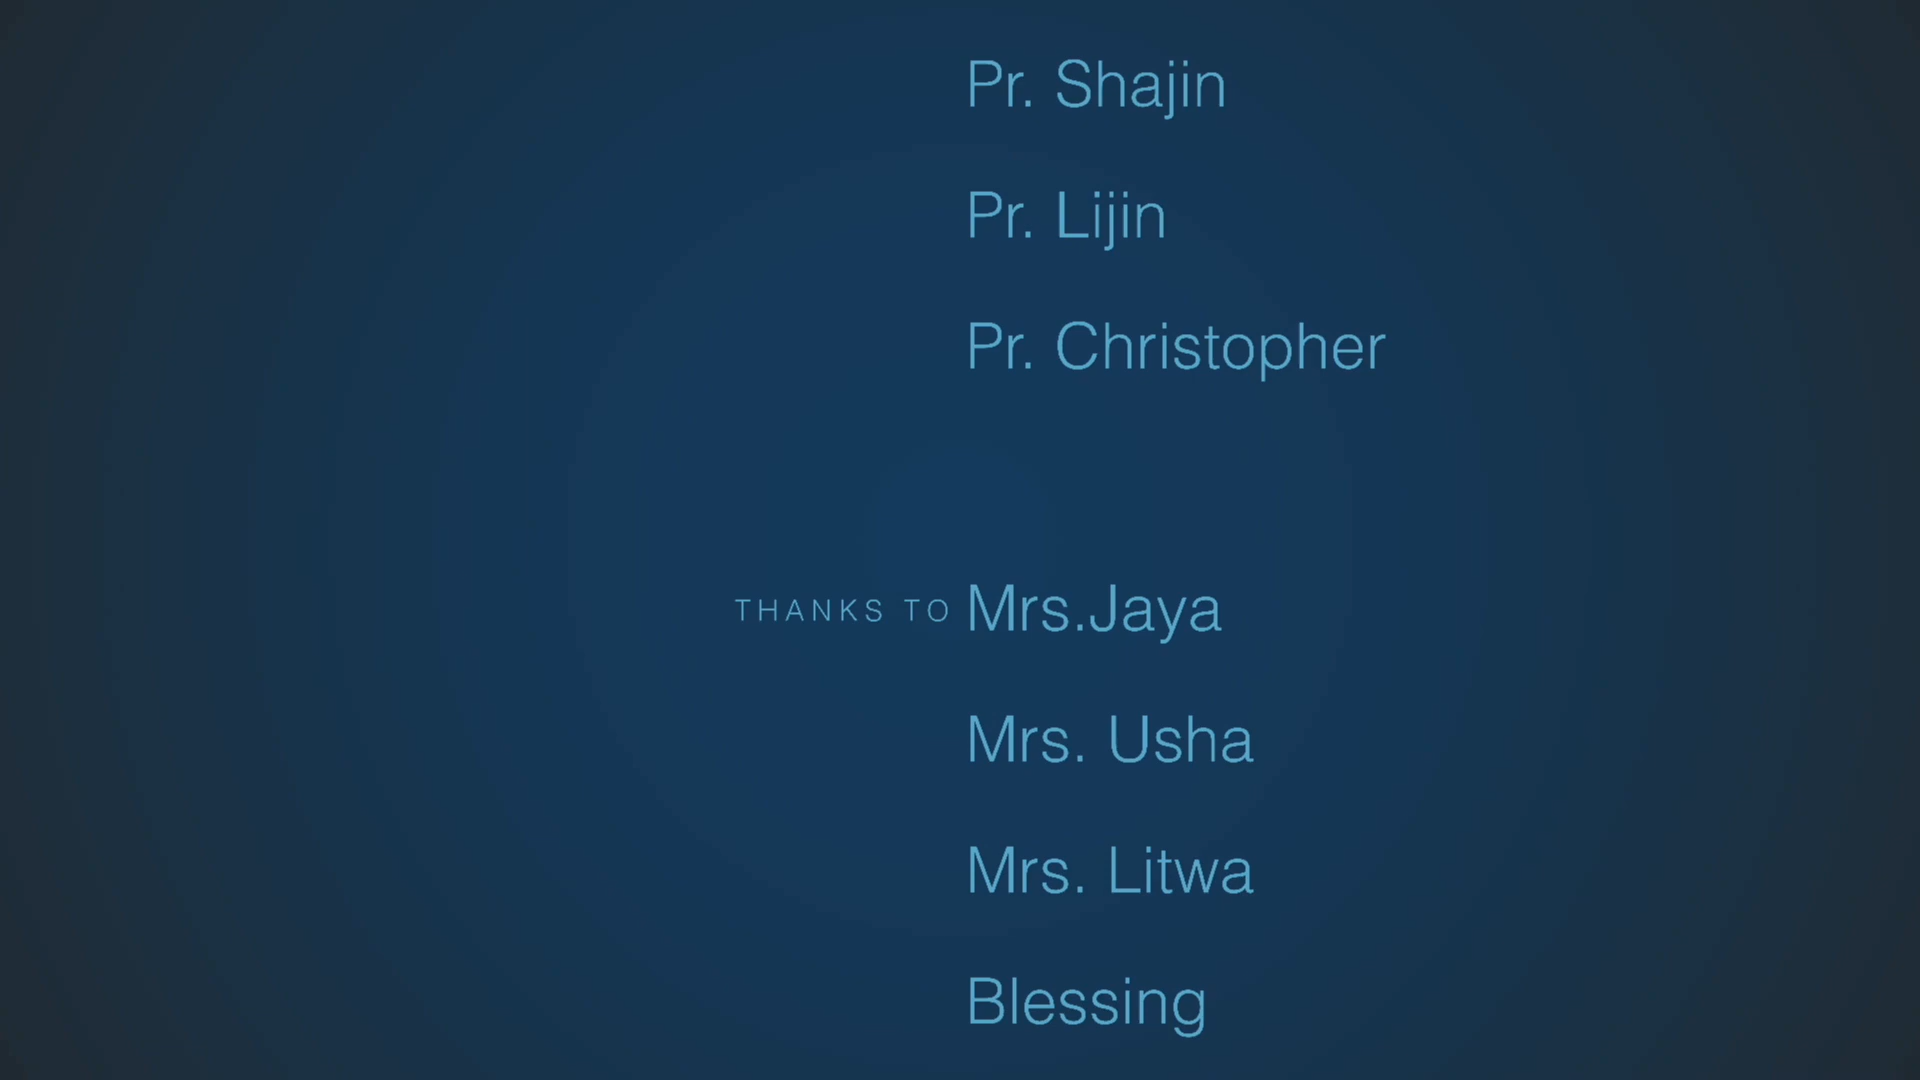 Pr. Shajin
Pr. Lijin
Pr. Christopher
THANKS TO Mrs.Jaya
Mrs. Usha
Mrs. Litwa
Blessing